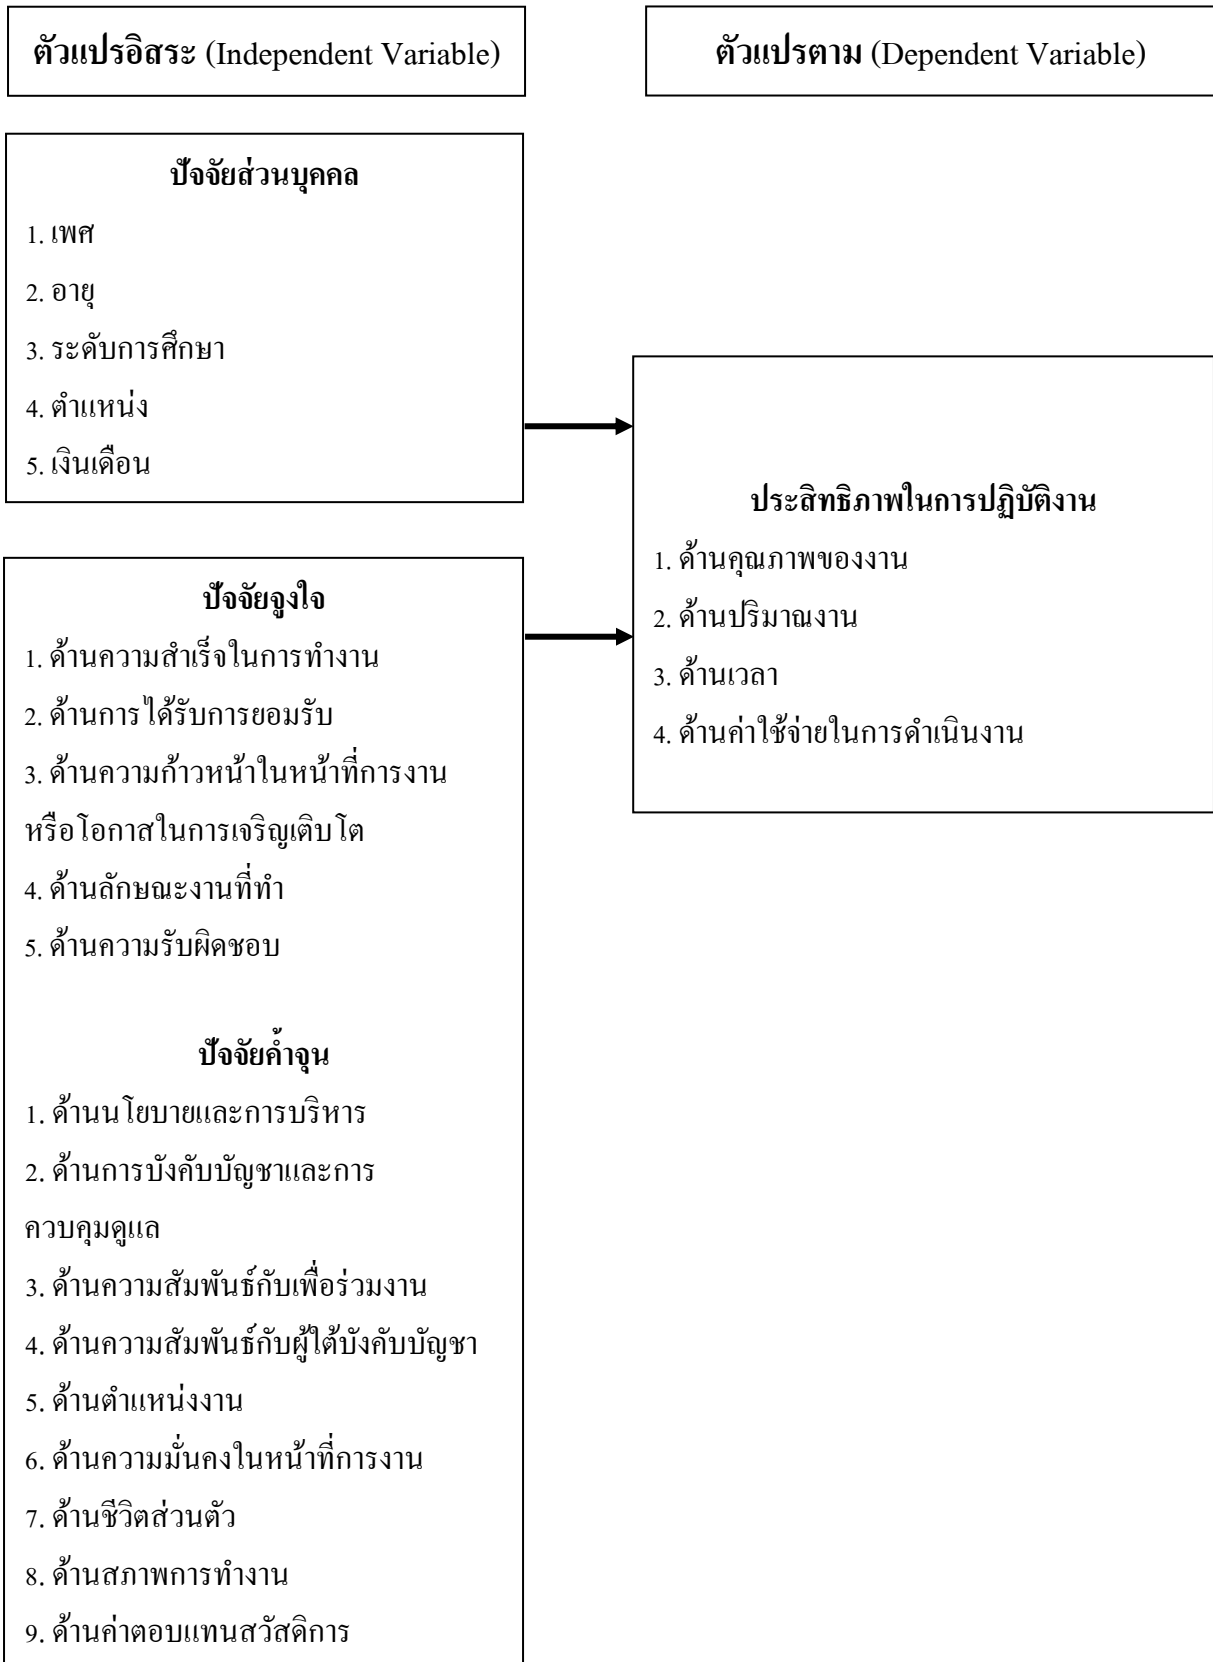 ตัวแปรอิสระ (Independent Variable)
ตัวแปรตาม (Dependent Variable)
ปัจจัยส่วนบุคคล
1. เพศ
2. อายุ
3. ระดับการศึกษา
4. ตำแหน่ง
5. เงินเดือน
ปัจจัยจูงใจ
1. ด้านความสำเร็จในการทำงาน
2. ด้านการได้รับการยอมรับ
3. ด้านความก้าวหน้าในหน้าที่การงาน
หรือโอกาสในการเจริญเติบโต
4. ด้านลักษณะงานที่ทำ
5. ด้านความรับผิดชอบ
ปัจจัยค้ำจุน
1. ด้านนโยบายและการบริหาร
2. ด้านการบังคับบัญชาและการ
ควบคุมดูแล
3. ด้านความสัมพันธ์กับเพื่อร่วมงาน
4. ด้านความสัมพันธ์กับผู้ใต้บังคับบัญชา
5. ด้านตำแหน่งงาน
6. ด้านความมั่นคงในหน้าที่การงาน
7. ด้านชีวิตส่วนตัว
8. ด้านสภาพการทำงาน
9. ด้านค่าตอบแทนสวัสดิการ
ประสิทธิภาพในการปฏิบัติงาน
1. ด้านคุณภาพของงาน
2. ด้านปริมาณงาน
3. ด้านเวลา
4. ด้านค่าใช้จ่ายในการดำเนินงาน